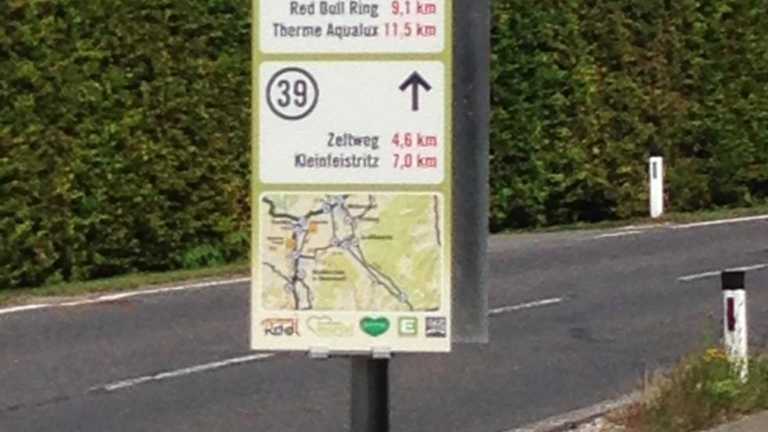 Red Bull Ring 9,1 km
Therme Aqualux 11,5 km
39
Zeltweg 4,6 km
Kleinfeistritz 7,0 km
E